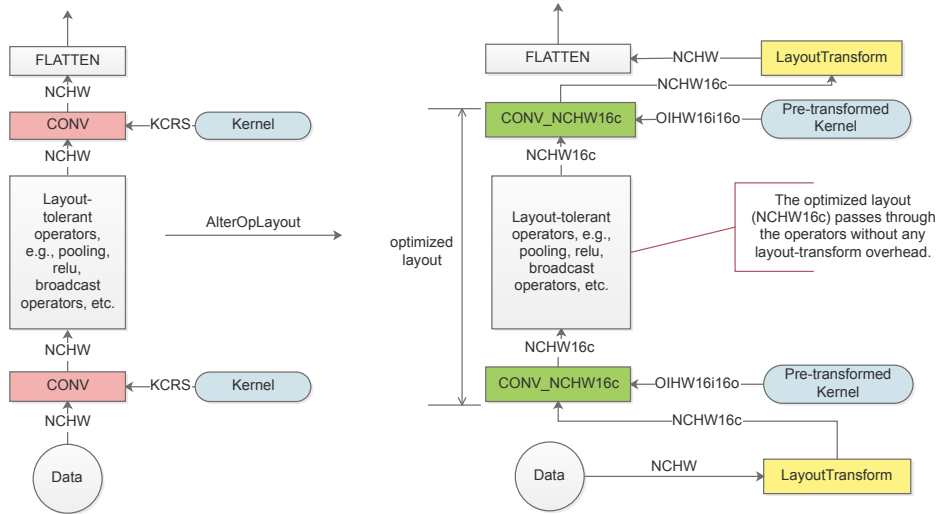 FLATTEN
NCHW
CONV
KCRS
Kernel
NCHW
Layout-
tolerant
operators,
e.g., pooling,
relu,
broadcast
operators, etc.
NCHW
CONV
KCRS
Kernel
NCHW
Data
AlterOpLayout
FLATTEN
NCHW
LayoutTransform
NCHW16c
CONV_NCHW16c
OIHW16i16o
Pre-transformed
Kernel
NCHW16c
optimized
layout
Layout-tolerant
operators, e.g.,
pooling, relu,
broadcast
operators, etc.
The optimized layout
(NCHW16c) passes through
the operators without any
layout-transform overhead.
NCHW16c
CONV_NCHW16c
OIHW16i16o
Pre-transformed
Kernel
NCHW16c
Data
NCHW
LayoutTransform